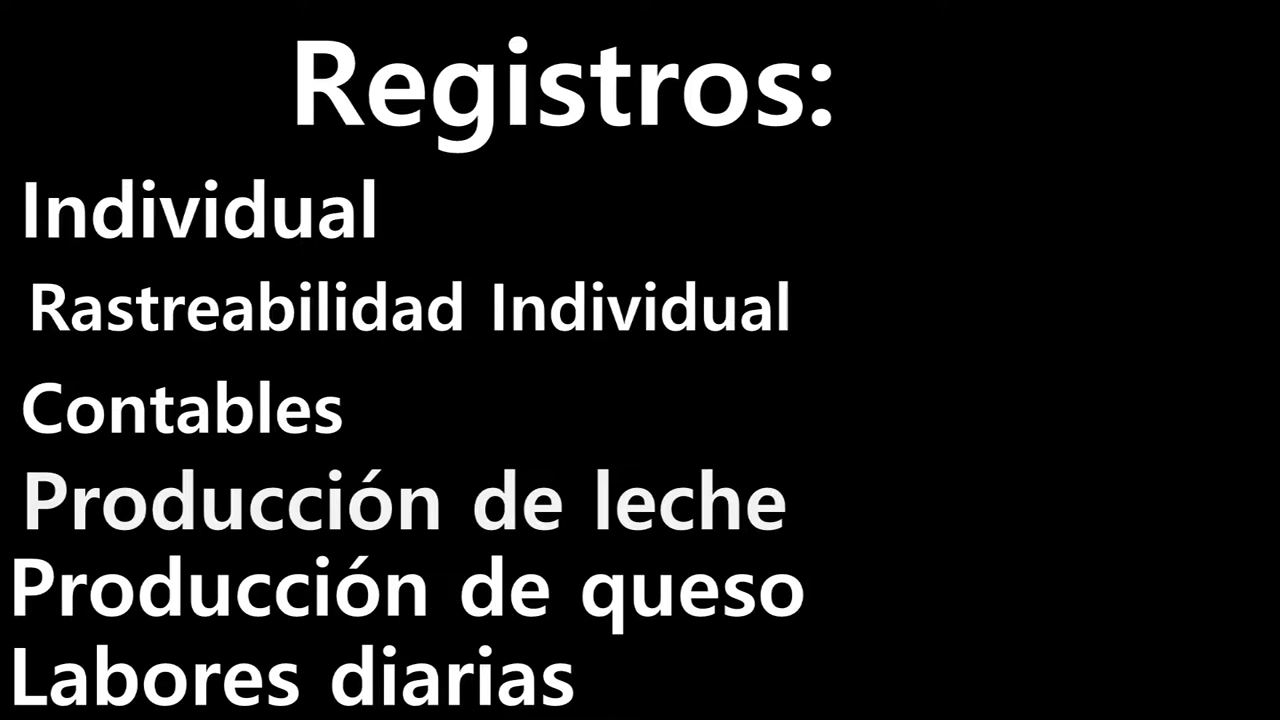 Registros:
Individual
Rastreabilidad Individual
Contables
Producción de leche
Producción de queso
Labores diarias